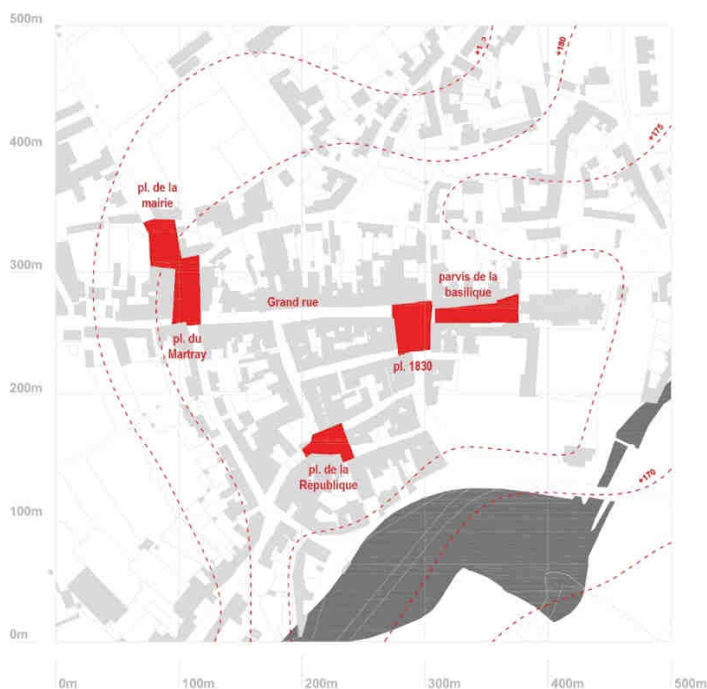 500m
+180
+175
400m
pl. de la
mairie
300m
parvis de la
basilique
Grand rue
pl. du
Martray
pl. 1830
200m
pl. de la
République
+170
100m
0m
0m
100m
200m
300m
400m
500m